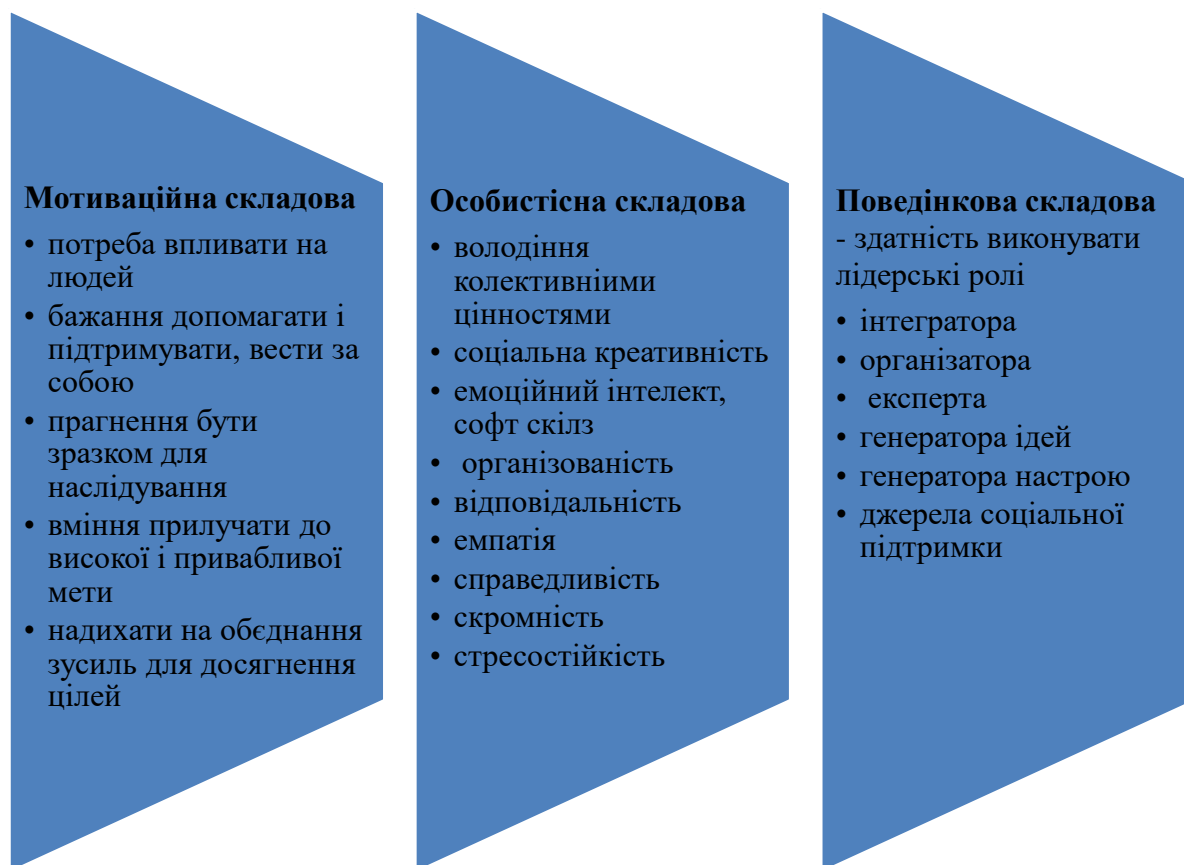 Мотиваційна складова
• потреба впливати на
людей
• бажання допомагати і
підтримувати, вести за
собою
• прагнення бути
зразком для
наслідування
• вміння прилучати до
високої і привабливої
мети
• надихати на обєднання
зусиль для досягнення
цілей
Особистісна складова
• володіння
колективніими
цінностями
• соціальна креативність
• емоційний інтелект,
софт скілз
• організованість
• відповідальність
• емпатія
• справедливість
• скромність
• стресостійкість
Поведінкова складова
- здатність виконувати
лідерські ролі
• інтегратора
• організатора
• експерта
• генератора ідей
• генератора настрою
• джерела соціальної
підтримки